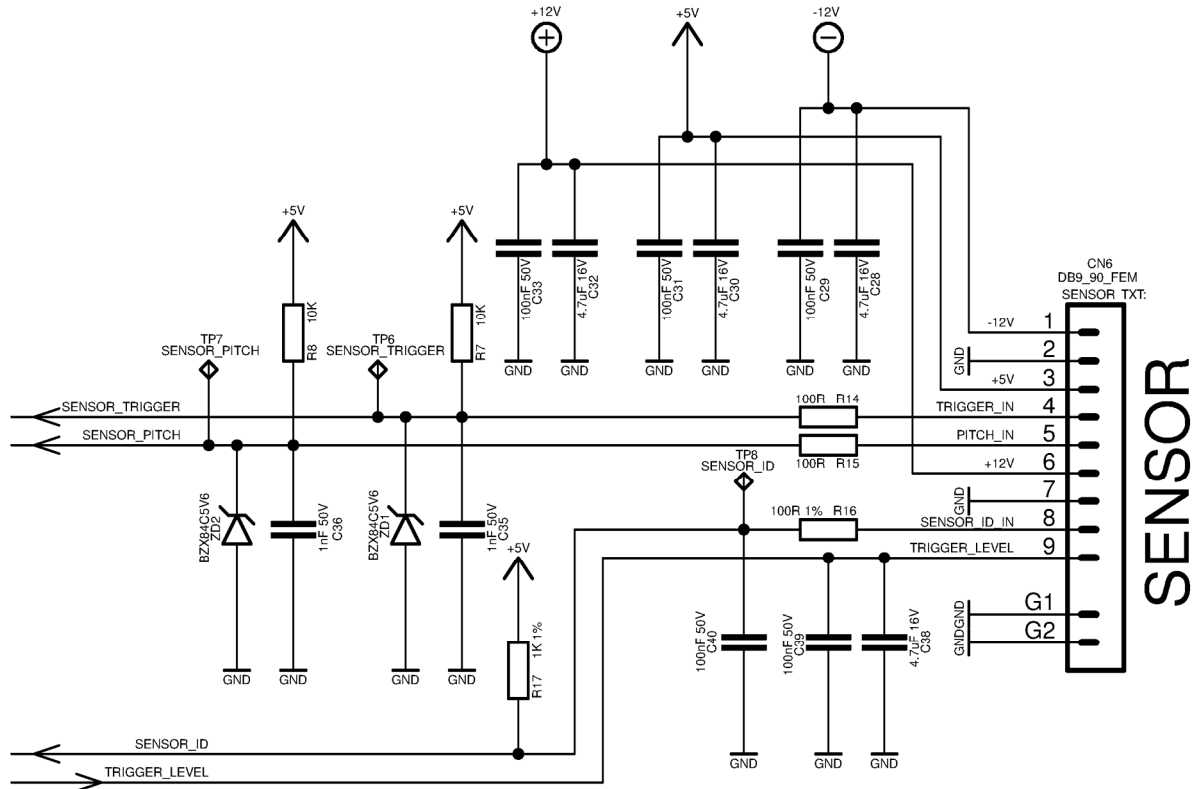 +12V
+5V
-12V
+5V
+5V
100nF 50V
C33
4.7uF 16V
C32
100nF 50V
C31
4.7uF 16V
C30
100nF 50V
C29
4.7uF 16V
C28
GND
GND
GND
GND
GND
GND
10K
R8
10K
R7
TP7
SENSOR_PITCH
TP6
SENSOR_TRIGGER
CN6
DB9_90_FEM
SENSOR TXT:
-12V
1
GND
2
+5V
3
SENSOR_TRIGGER
100R R14
TRIGGER_IN
4
SENSOR_PITCH
100R R15
PITCH_IN
5
TP8
SENSOR_ID
+12V
6
GND
7
100R 1% R16
SENSOR_ID_IN
8
TRIGGER_LEVEL
9
GND
G1
GND
G2
SENSOR
BZX84C5V6
ZD2
1nF 50V
C36
BZX84C5V6
ZD1
1nF 50V
C35
+5V
1K 1%
R17
100nF 50V
C40
100nF 50V
C39
4.7uF 16V
C38
GND
GND
GND
GND
GND
GND
GND
SENSOR_ID
TRIGGER_LEVEL